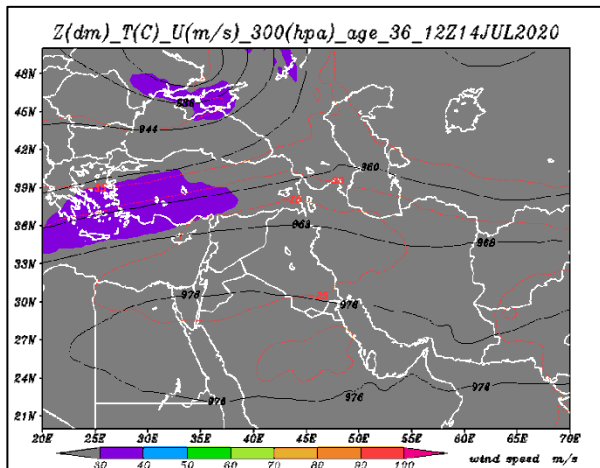 Z(dm)_T(C)_U(m/s)_300(hpa)_age_36_12Z14JUL2020
48N
936
45N
944
42N
960
39N
36N
968
968
33N
976
976
30N
27N
24N
976
976
21N
20E 25E 30E 35E 40E 45E 50E 55E 60E 65E 70E
30 40 50 60 70 80 90 100 wind speed m/s